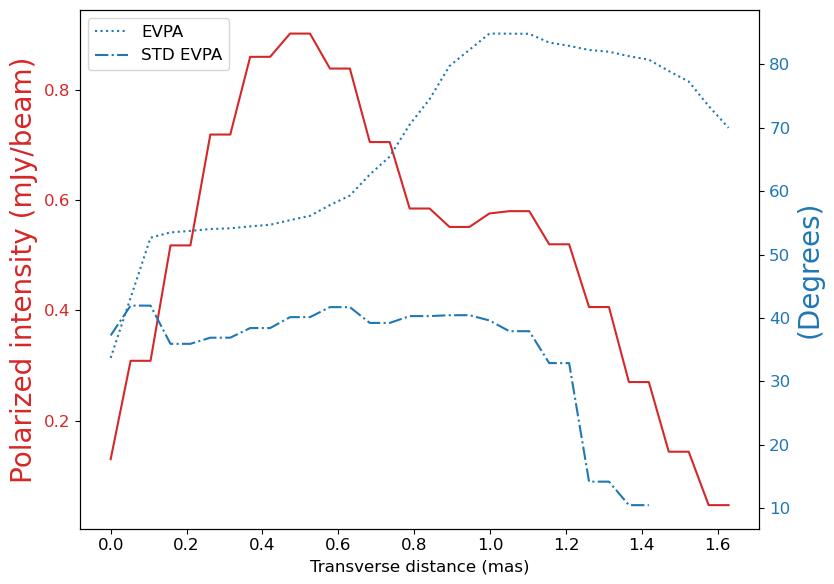 EVPA
STD EVPA
Polarized intensity (mJy/beam)
0.8
0.6
0.4
0.2
80
70
60
50
40
30
20
10
(Degrees)
0.0 0.2 0.4 0.6 0.8 1.0 1.2 1.4 1.6
Transverse distance (mas)